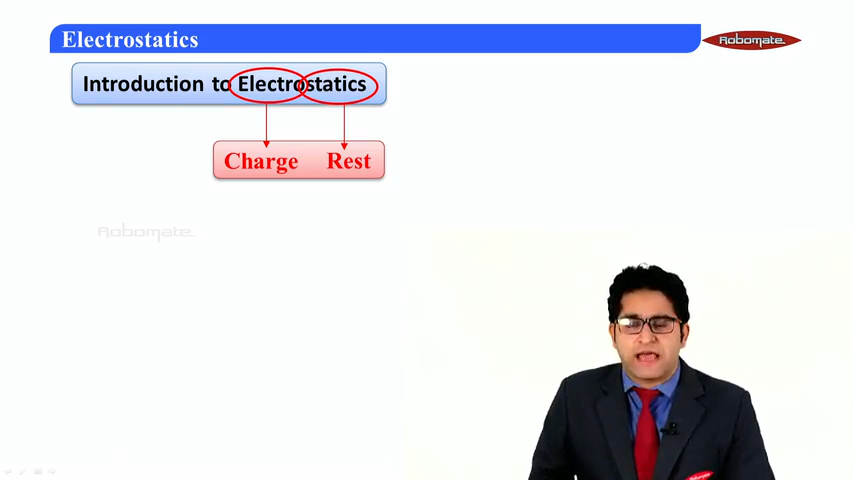 Electrostatics
Robomate
Introduction to Electrostatics
Charge Rest
Robomate